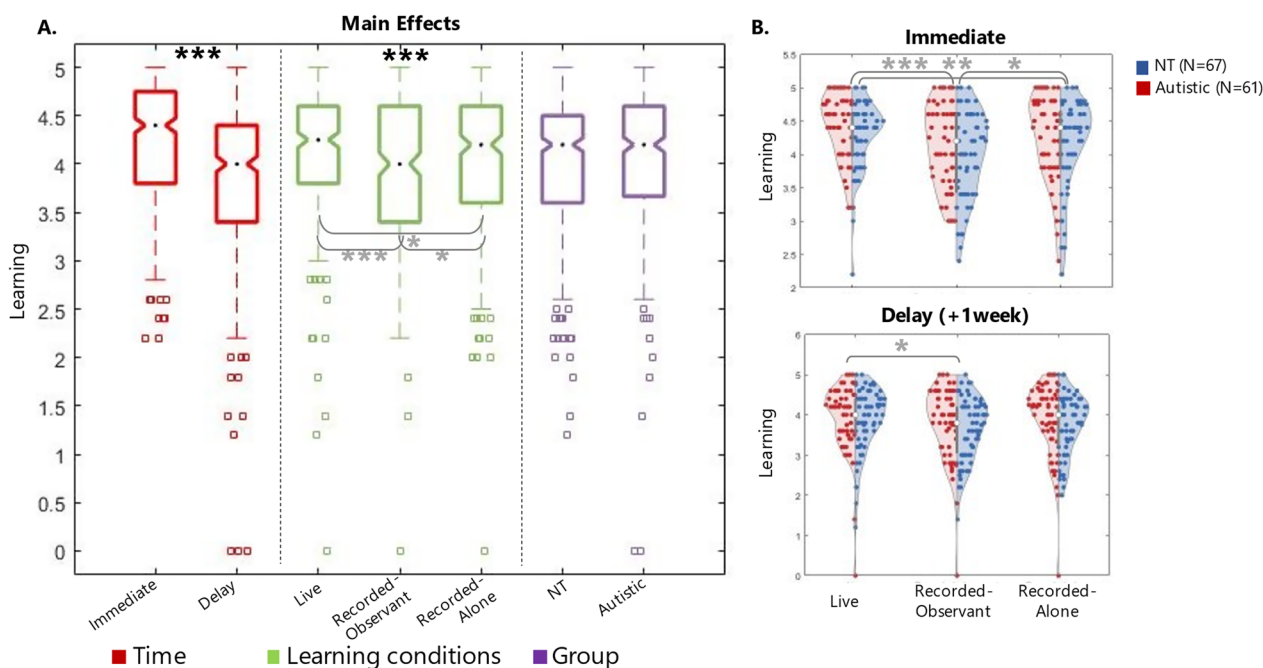 A.
Main Effects
***
***
Learning
5
4.5
4
3.5
3
2.5
2
1.5
1
0.5
0
*
***
*
Immediate
Delay
Live
Recorded-
Observant
Recorded-
Alone
NT
Autistic
Time
Learning conditions
Group
B.
Immediate
NT (N=67)
Autistic (N=61)
Learning
5.5
5
4.5
4
3.5
3
2.5
2
***
**
*
Delay (+1week)
Learning
6
5
4
3
2
1
0
*
Live
Recorded-
Observant
Recorded-
Alone